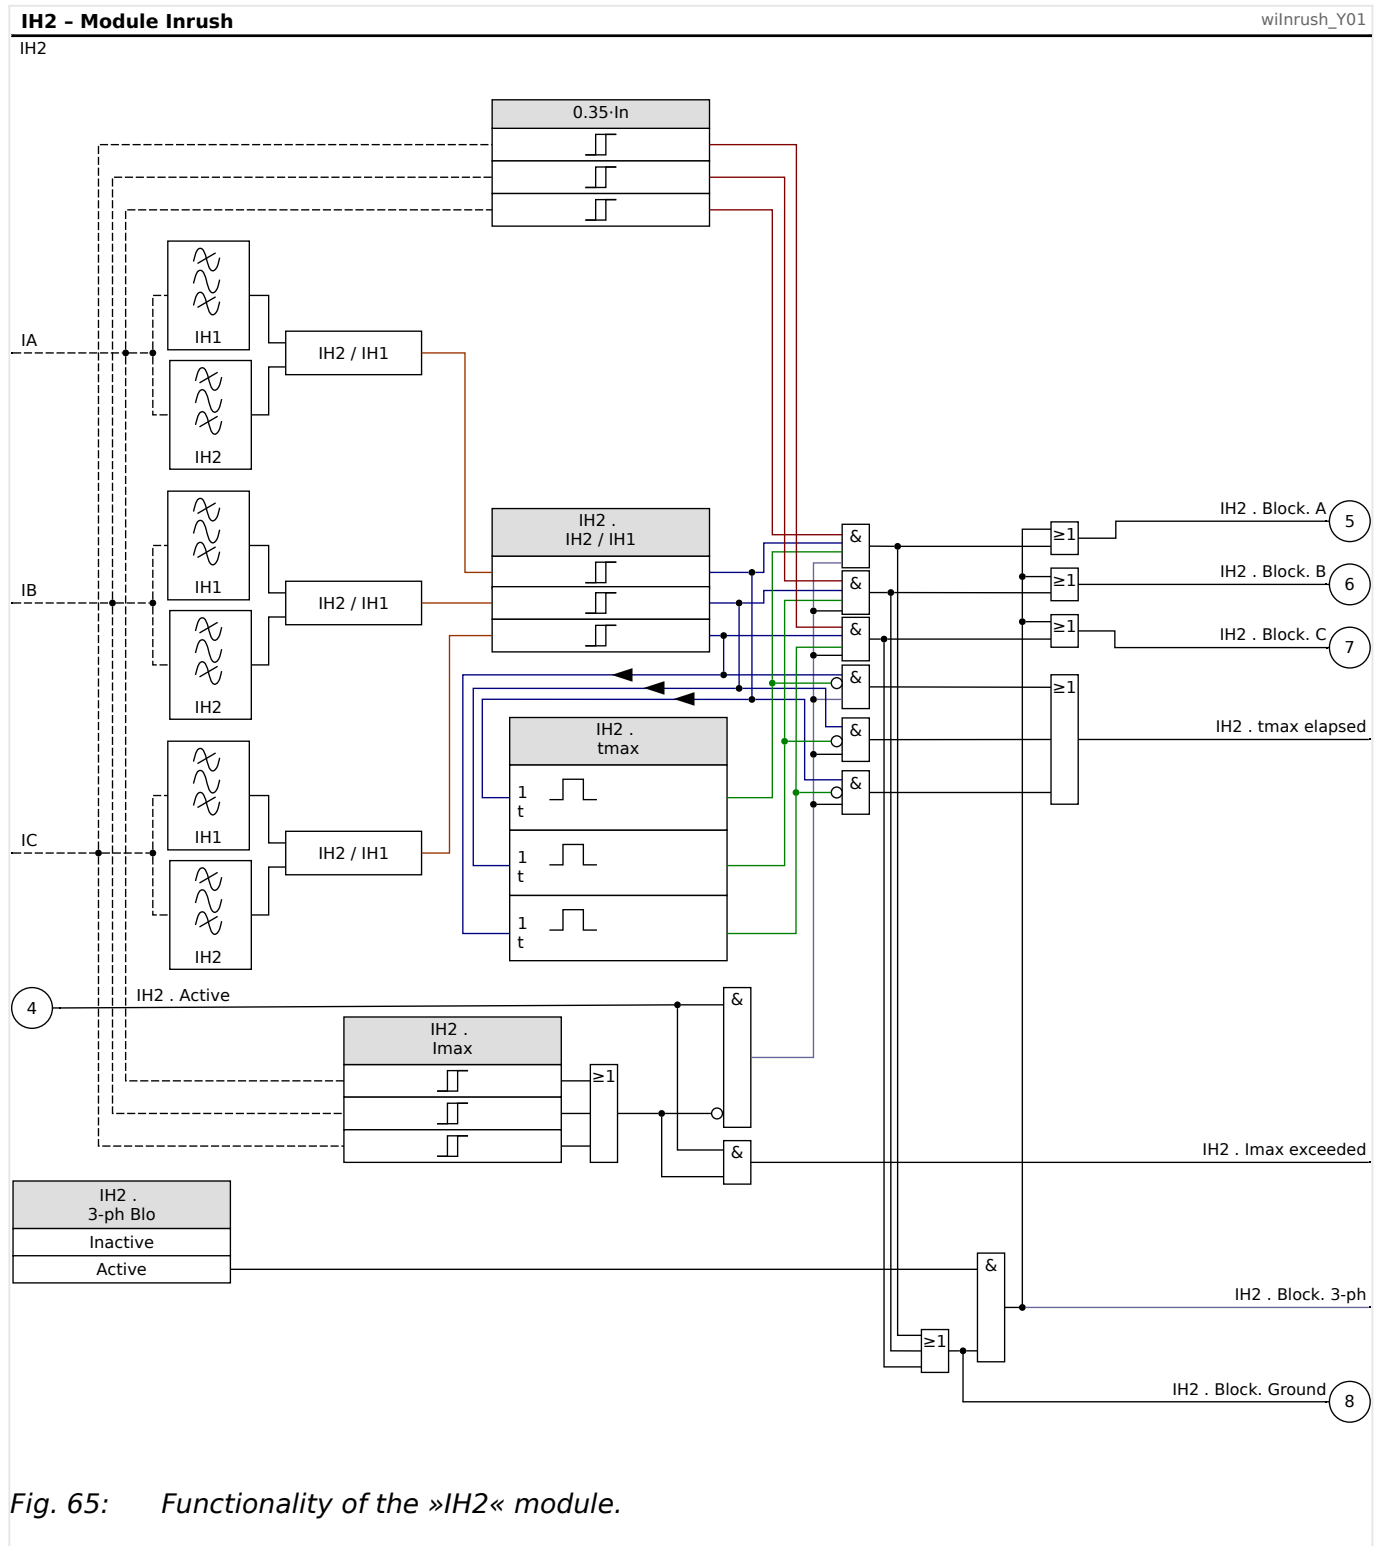 IH2 – Module Inrush
wiInrush_Y01
IH2
0.35·In
IH1
IA
IH2 / IH1
IH2
IH1
IB
IH2 / IH1
IH2
IH1
IC
IH2 / IH1
IH2
IH2 .
IH2 / IH1
&
&
&
&
&
&
≥1
≥1
≥1
≥1
IH2 . Block. A
5
IH2 . Block. B
6
IH2 . Block. C
7
IH2 . tmax elapsed
IH2 .
tmax
1
t
1
t
1
t
4
IH2 . Active
&
IH2 .
Imax
≥1
&
IH2 . Imax exceeded
IH2 .
3-ph Blo
Inactive
Active
&
IH2 . Block. 3-ph
≥1
IH2 . Block. Ground
8
Fig. 65: Functionality of the »IH2« module.